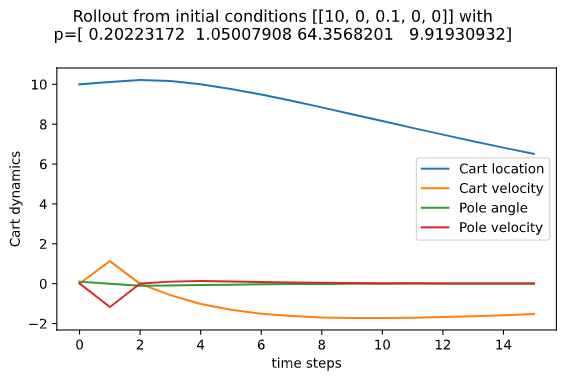 Rollout from initial conditions [[10, 0, 0.1, 0, 0]] with
p=[ 0.20223172  1.05007908 64.3568201   9.91930932]
10
8
6
4
2
0
−2
Cart dynamics
Cart location
Cart velocity
Pole angle
Pole velocity
0 2 4 6 8 10 12 14
time steps